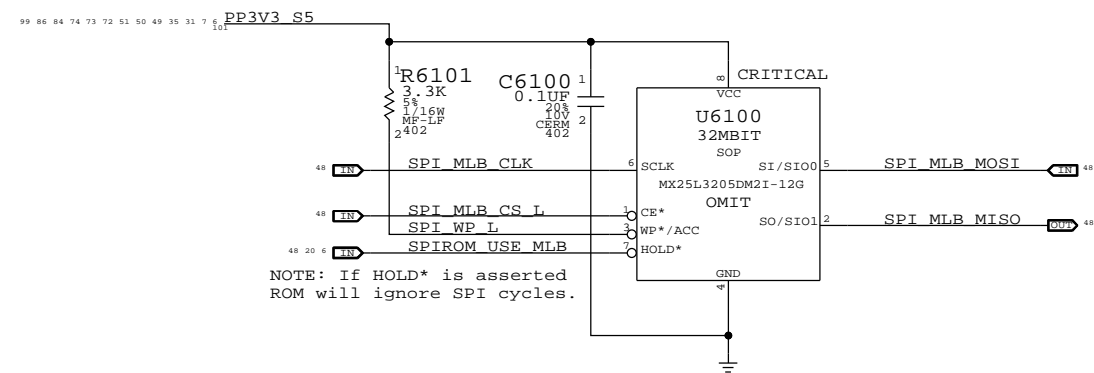 99 86 84 74 73 72 51 50 49 35 31 7 6
101
PP3V3_S5
1
R6101
3.3K
5%
1/16W
MF-LF
402
2
C6100
0.1UF
20%
10V
CERM
402
1
2
8
CRITICAL
VCC
U6100
32MBIT
SOP
MX25L3205DM2I-12G
OMIT
48 IN SPI_MLB_CLK 6 SCLK
SI/SIO0 5 SPI_MLB_MOSI IN 48
48 IN SPI_MLB_CS_L 1 CE*
SPI_WP_L 3 WP*/ACC
SO/SIO1 2 SPI_MLB_MISO OUT 48
48 20 6 IN SPIROM_USE_MLB 7 HOLD*
GND
4
NOTE: If HOLD* is asserted
ROM will ignore SPI cycles.